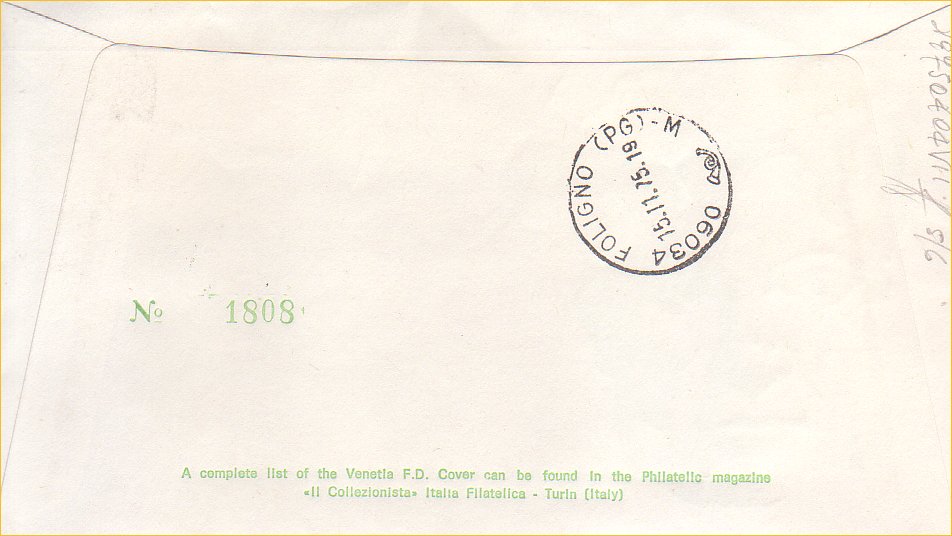 FOLIGNO (PG) - M
06034
15.11.75.19
№ 1808
A complete list of the Venetia F.D. Cover can be found in the Philatelic magazine
«Il Collezionista» Italia Filatelica - Turin (Italy)